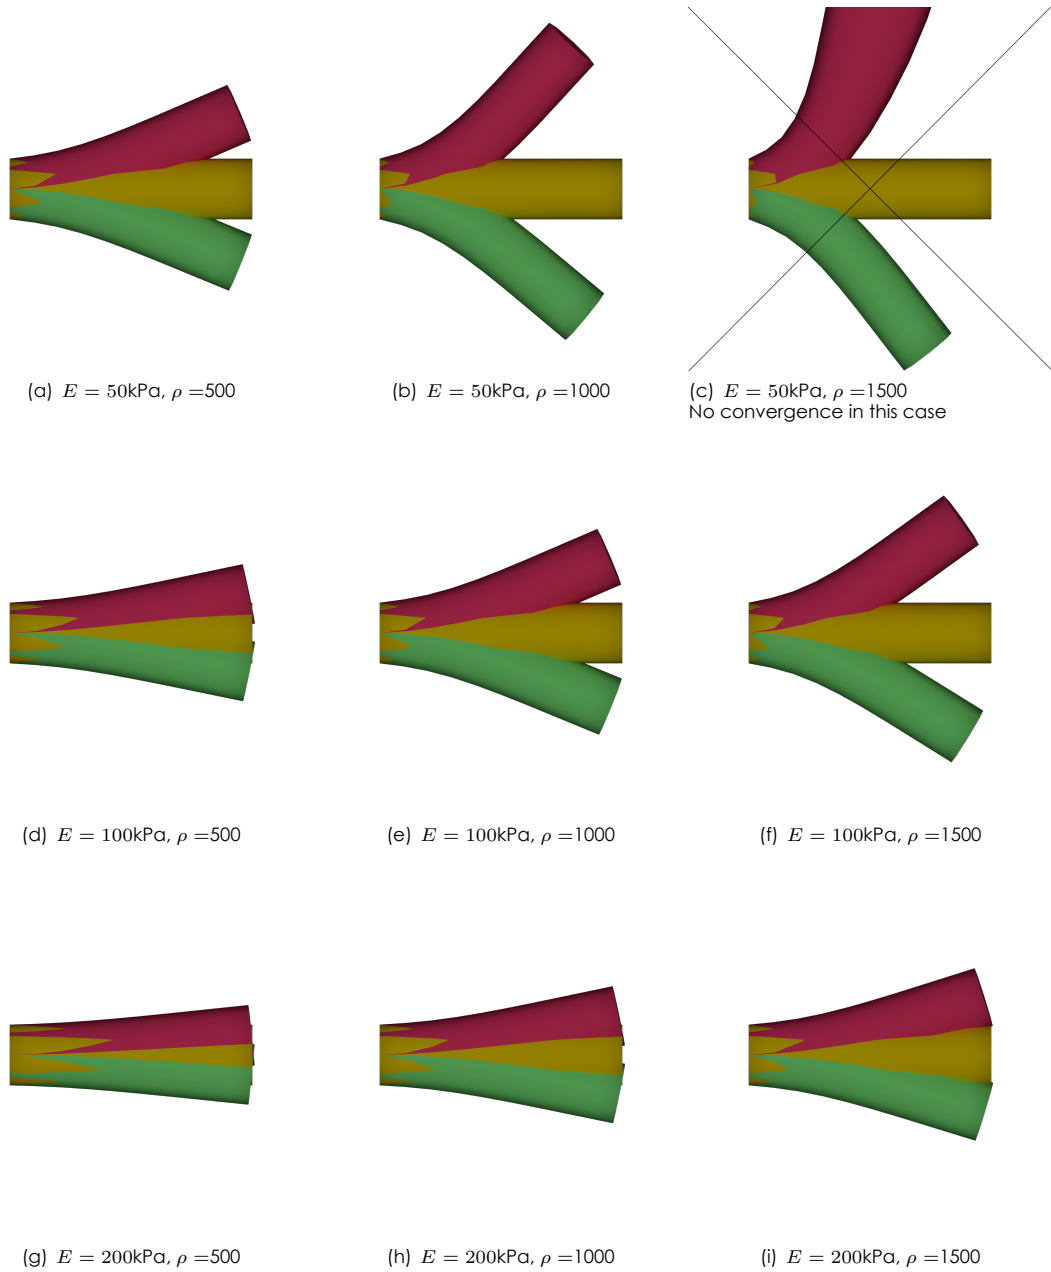 (a) E = 50kPa, ρ =500
(b) E = 50kPa, ρ =1000
(c) E = 50kPa, ρ =1500
No convergence in this case
(d) E = 100kPa, ρ =500
(e) E = 100kPa, ρ =1000
(f) E = 100kPa, ρ =1500
(g) E = 200kPa, ρ =500
(h) E = 200kPa, ρ =1000
(i) E = 200kPa, ρ =1500